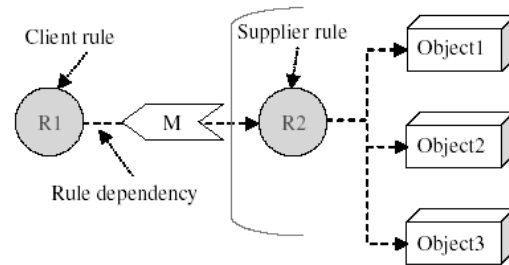 Client rule
Supplier rule
Object1
R1
M
R2
Object2
Rule dependency
Object3